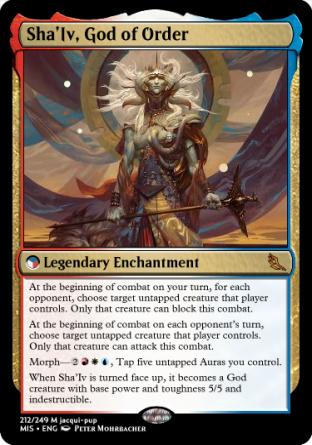 Sha'Iv, God of Order
Legendary Enchantment
At the beginning of combat on your turn, for each
opponent, choose target untapped creature that player
controls. Only that creature can block this combat.
At the beginning of combat on each opponent's turn,
choose target untapped creature that player controls.
Only that creature can attack this combat.
Morph—2, Tap five untapped Auras you control.
When Sha'Iv is turned face up, it becomes a God
creature with base power and toughness 5/5 and
indestructible.
212/249 M jacqui-pup
MIS • ENG Peter Mohrbacher